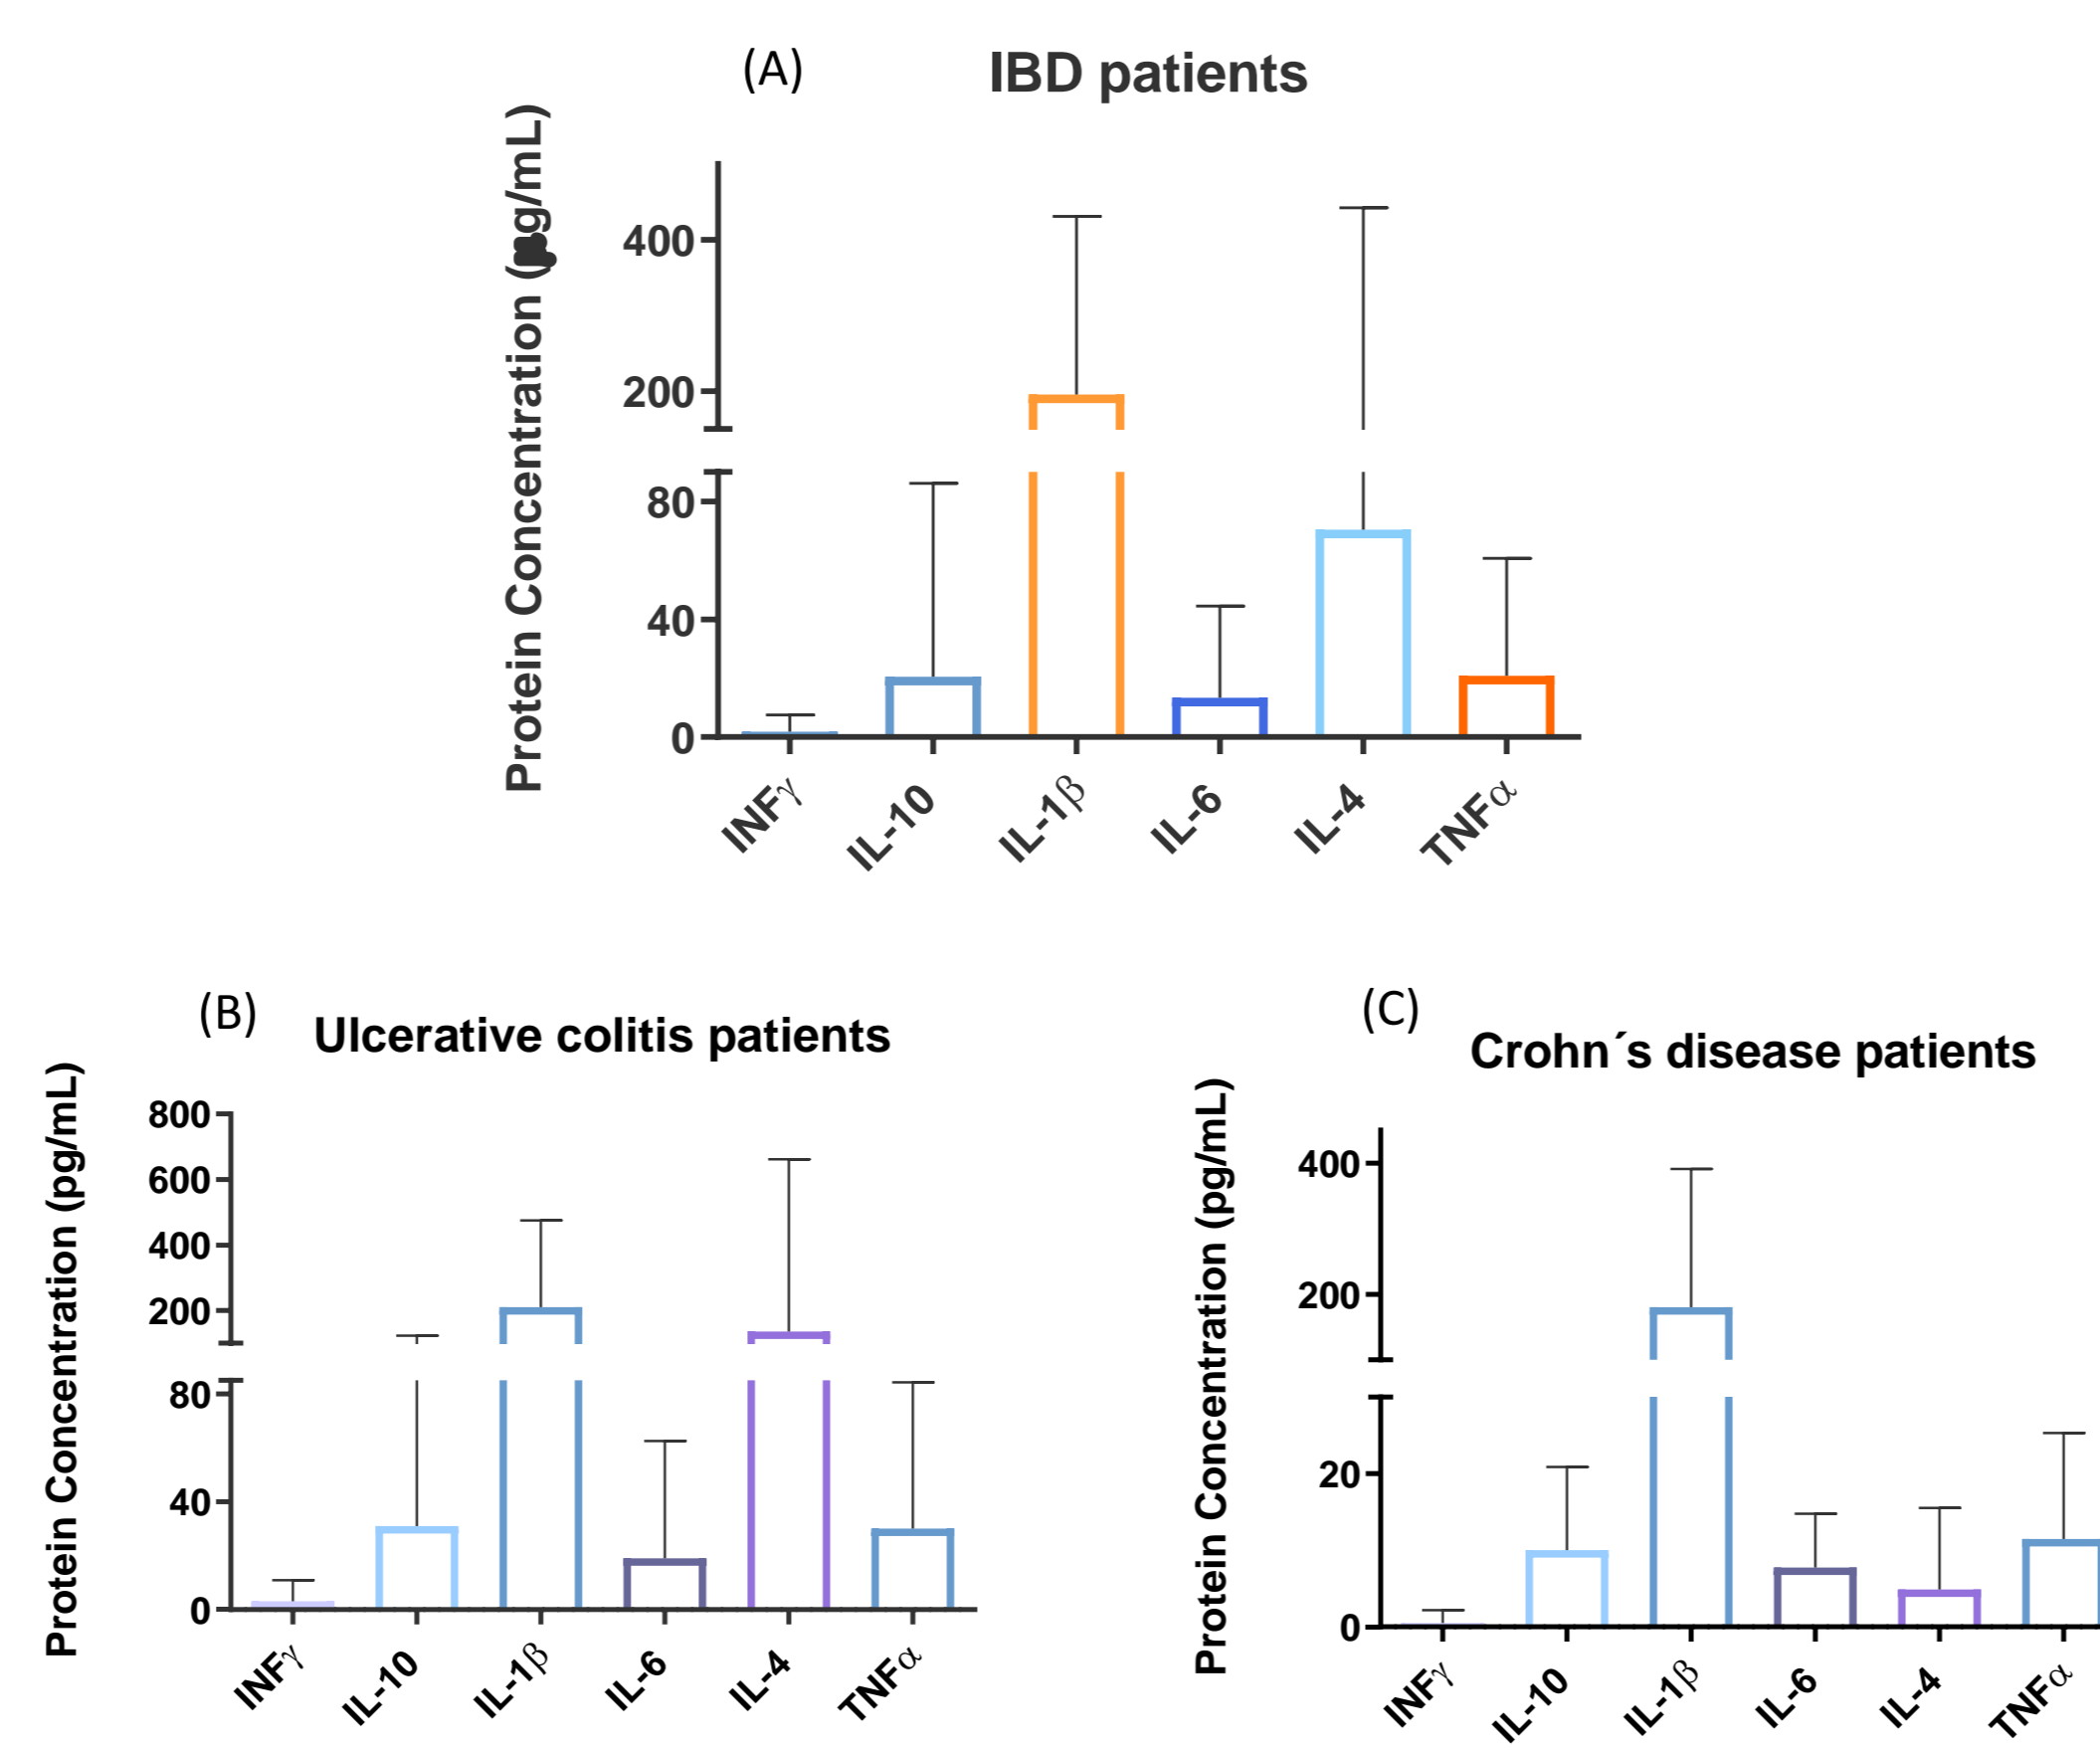 (A)
IBD patients
Protein Concentration (pg/mL)
400
200
80
40
0
INFγ
IL-10
IL-1β
IL-6
IL-4
TNFα
(B)
Ulcerative colitis patients
Protein Concentration (pg/mL)
800
600
400
200
80
40
0
INFγ
IL-10
IL-1β
IL-6
IL-4
TNFα
(C)
Crohn´s disease patients
Protein Concentration (pg/mL)
400
200
20
0
INFγ
IL-10
IL-1β
IL-6
IL-4
TNFα